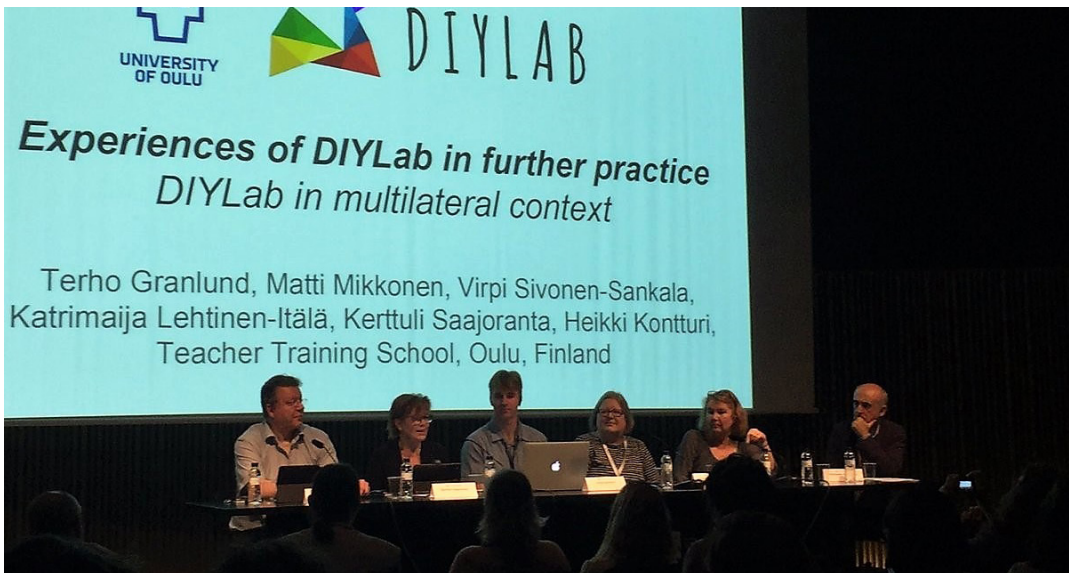 UNIVERSITY
OF OULU
DIYLAB
Experiences of DIYLab in further practice
DIYLab in multilateral context
Terho Granlund, Matti Mikkonen, Virpi Sivonen-Sankala,
Katrimaija Lehtinen-Itälä, Kerttuli Saajoranta, Heikki Kontturi,
Teacher Training School, Oulu, Finland